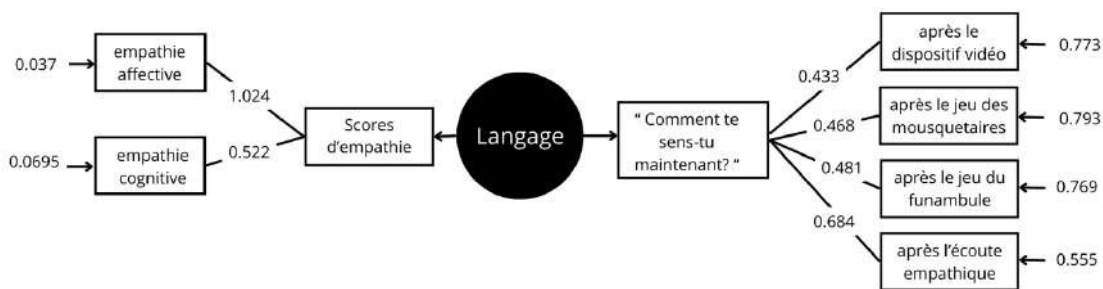 0.037
empathie
affective
1.024
0.0695
empathie
cognitive
0.522
Scores
d'empathie
Langage
" Comment te
sens-tu
maintenant? "
0.433
0.468
0.481
0.684
après le
dispositif vidéo
0.773
après le jeu des
mousquetaires
0.793
après le jeu du
funambule
0.769
après l'écoute
empathique
0.555